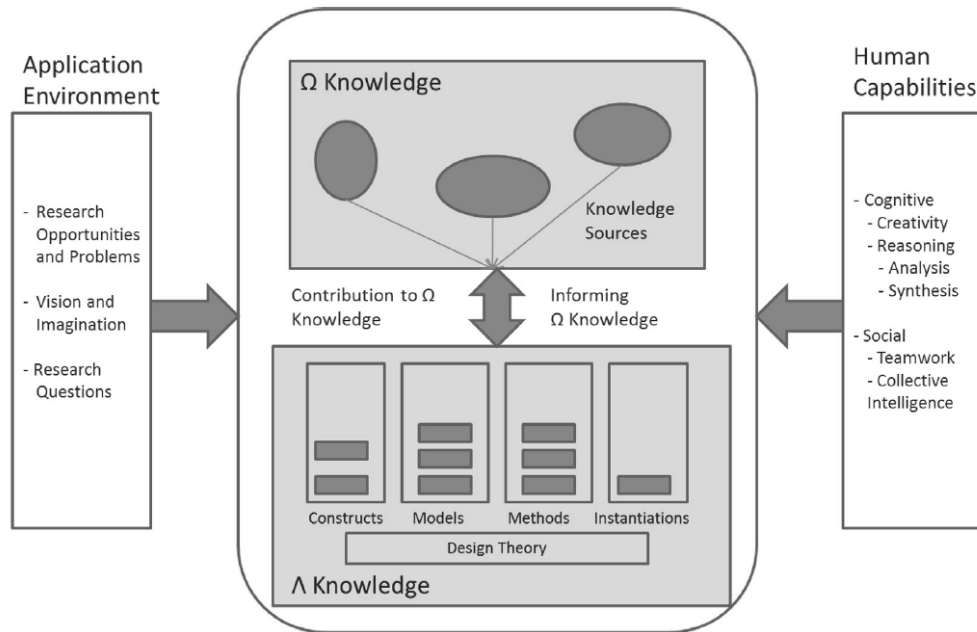 Application
Environment
- Research
Opportunities
and Problems
- Vision and
Imagination
- Research
Questions
Ω Knowledge
Knowledge
Sources
Contribution to Ω
Knowledge
Informing
Ω Knowledge
Constructs
Models
Methods
Instantiations
Design Theory
Λ Knowledge
Human
Capabilities
- Cognitive
- Creativity
- Reasoning
- Analysis
- Synthesis
- Social
- Teamwork
- Collective
Intelligence